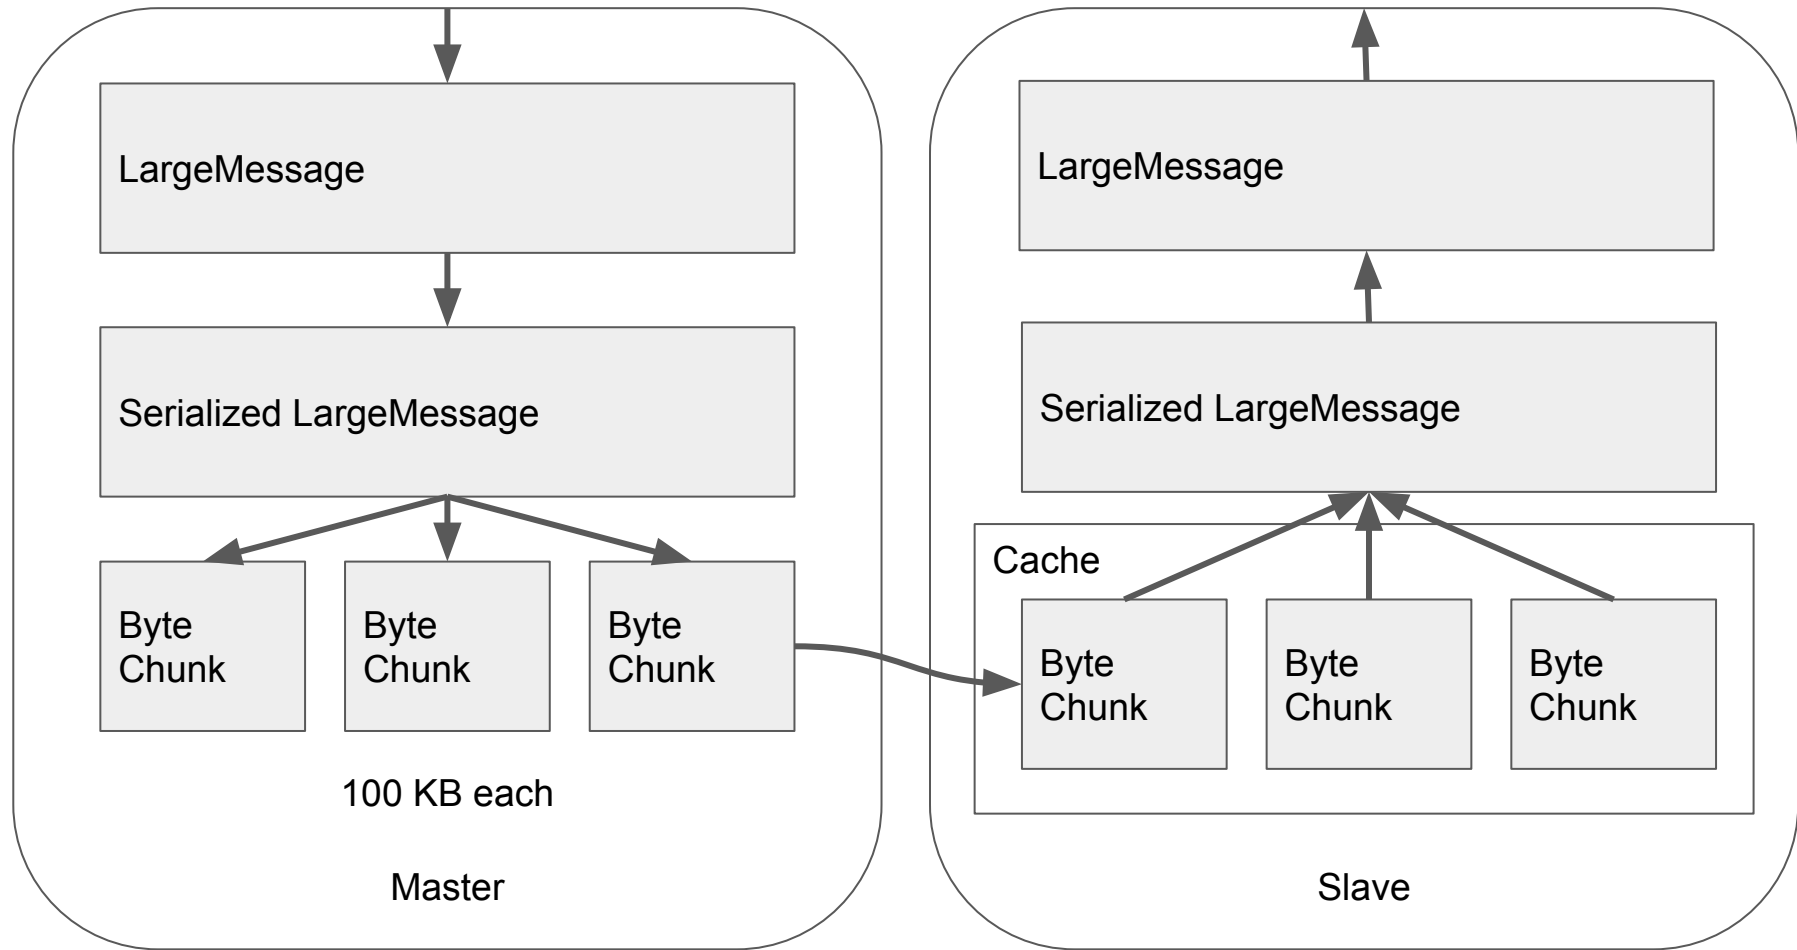 LargeMessage
Serialized LargeMessage
Byte
Chunk
Byte
Chunk
Byte
Chunk
100 KB each
Master
LargeMessage
Serialized LargeMessage
Cache
Byte
Chunk
Byte
Chunk
Byte
Chunk
Slave